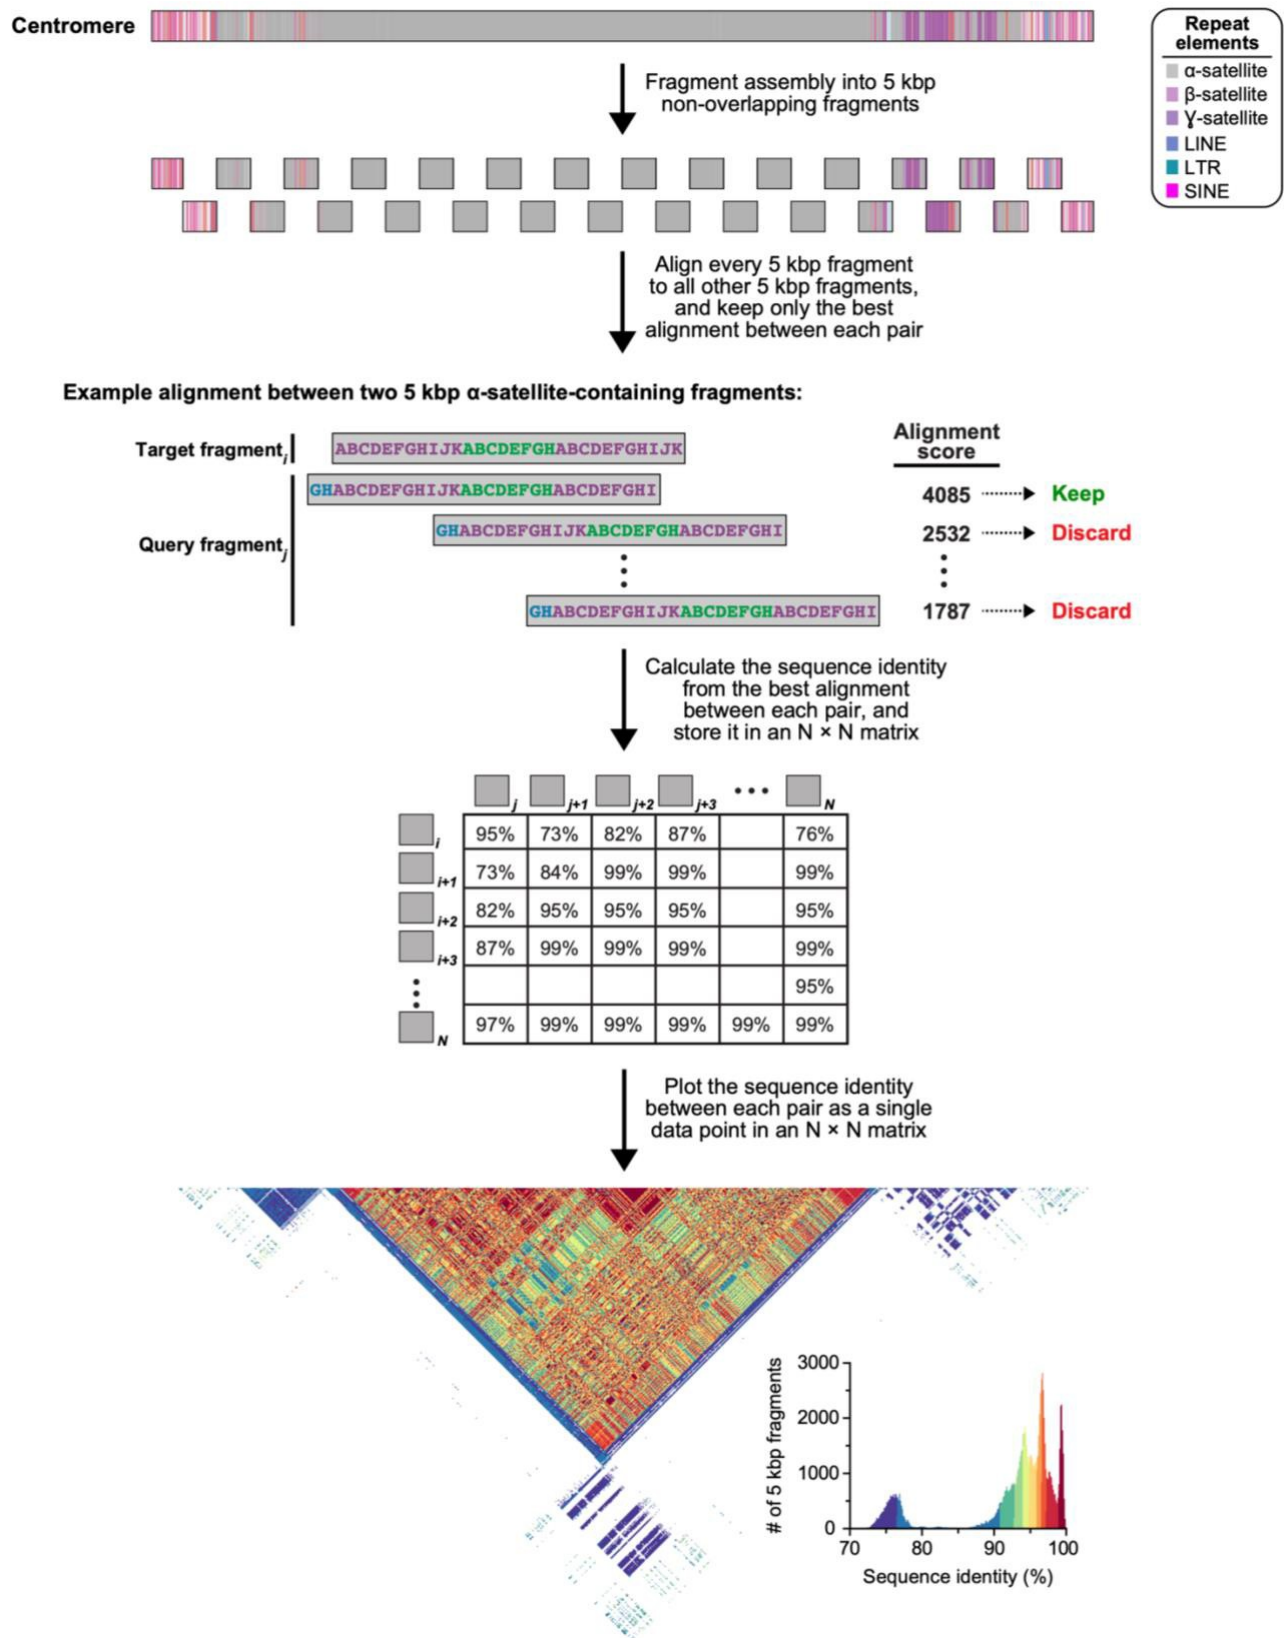 Centromere
Repeat
elements
α-satellite
β-satellite
Ɣ-satellite
LINE
LTR
SINE
Fragment assembly into 5 kbp
non-overlapping fragments
Align every 5 kbp fragment
to all other 5 kbp fragments,
and keep only the best
alignment between each pair
Example alignment between two 5 kbp α-satellite-containing fragments:
Alignment
score
Target fragment i
ABCDEFGHIJKABCDEFGHABCDEFGHIJK
Query fragment j
GHABCDEFGHIJKABCDEFGHABCDEFGHI
4085 Keep
GHABCDEFGHIJKABCDEFGHABCDEFGHI
2532 Discard
GHABCDEFGHIJKABCDEFGHABCDEFGHI
1787 Discard
Calculate the sequence identity
from the best alignment
between each pair, and
store it in an N × N matrix
j j+1 j+2 j+3 ••• N
i 95% 73% 82% 87% 76%
i+1 73% 84% 99% 99% 99%
i+2 82% 95% 95% 95% 95%
i+3 87% 99% 99% 99% 99%
95%
N 97% 99% 99% 99% 99% 99%
Plot the sequence identity
between each pair as a single
data point in an N × N matrix
# of 5 kbp fragments
3000
2000
1000
0
70 80 90 100
Sequence identity (%)